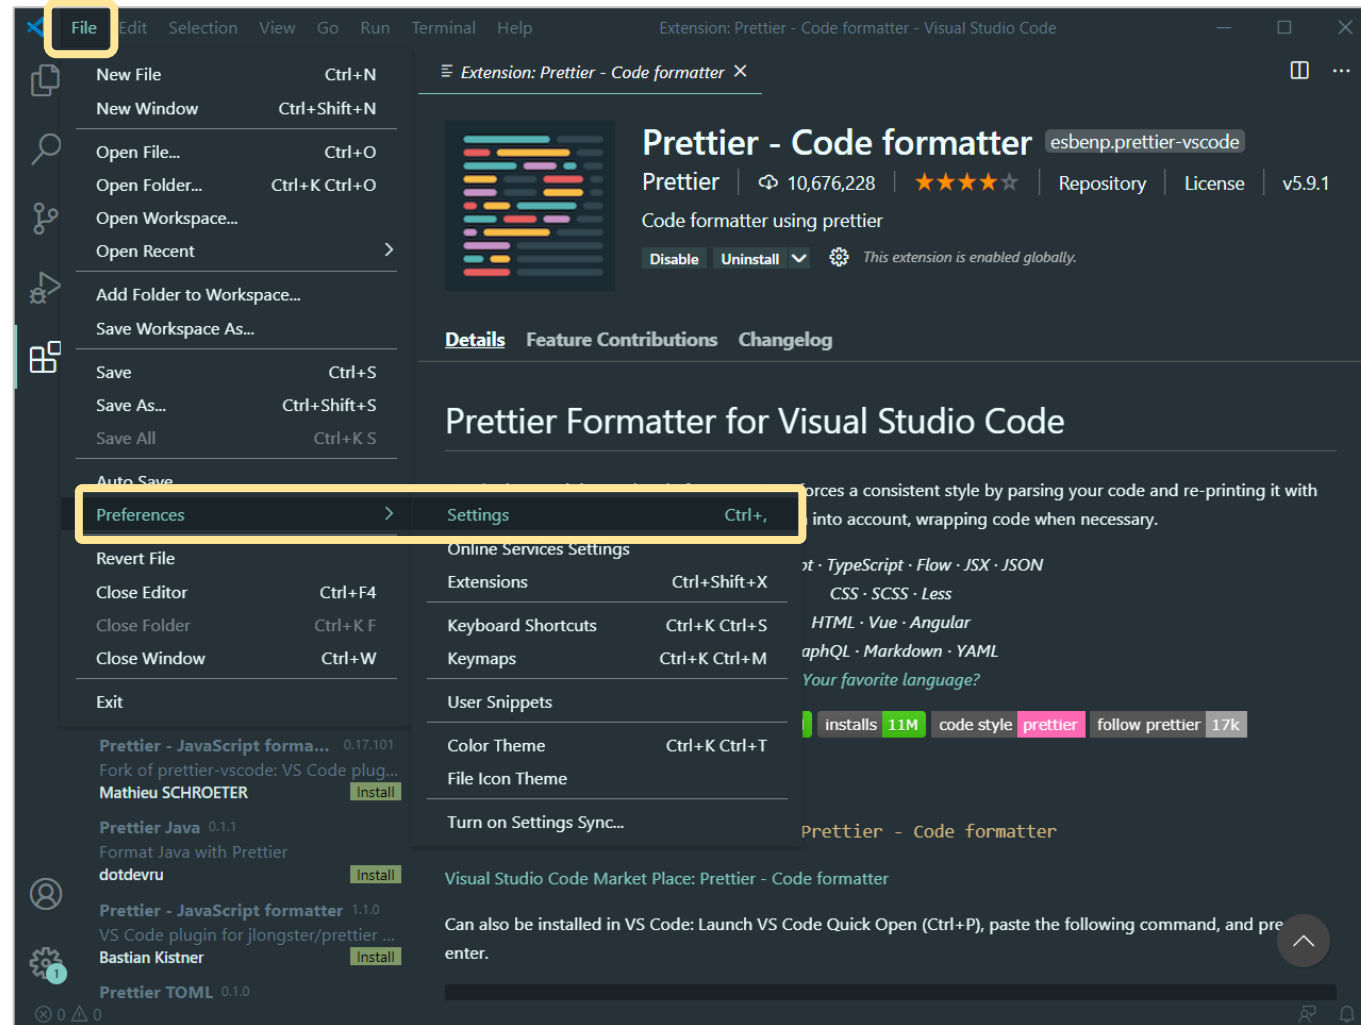 File Edit Selection View Go Run Terminal Help Extension: Prettier - Code formatter - Visual Studio Code
New File Ctrl+N
New Window Ctrl+Shift+N
Open File... Ctrl+O
Open Folder... Ctrl+K Ctrl+O
Open Workspace...
Open Recent
Add Folder to Workspace...
Save Workspace As...
Save Ctrl+S
Save As... Ctrl+Shift+S
Save All Ctrl+K S
Auto Save
Preferences
Revert File
Close Editor Ctrl+F4
Close Folder Ctrl+K F
Close Window Ctrl+W
Exit
Settings Ctrl+,
Online Services Settings
Extensions Ctrl+Shift+X
Keyboard Shortcuts Ctrl+K Ctrl+S
Keymaps Ctrl+K Ctrl+M
User Snippets
Color Theme Ctrl+K Ctrl+T
File Icon Theme
Turn on Settings Sync...
Prettier - JavaScript forma... 0.17.101
Fork of prettier-vscode: VS Code plug...
Mathieu SCHROETER Install
Prettier Java 0.1.1
Format Java with Prettier
dotdevru Install
Prettier - JavaScript formatter 1.1.0
VS Code plugin for jlongster/prettier ...
Bastian Kistner Install
Prettier TOML 0.1.0
1
0 0
Extension: Prettier - Code formatter
Prettier - Code formatter esbenp.prettier-vscode
Prettier 10,676,228 Repository License v5.9.1
Code formatter using prettier
Disable Uninstall This extension is enabled globally.
Details Feature Contributions Changelog
Prettier Formatter for Visual Studio Code
orces a consistent style by parsing your code and re-printing it with
into account, wrapping code when necessary.
pt · TypeScript · Flow · JSX · JSON
CSS · SCSS · Less
HTML · Vue · Angular
aphQL · Markdown · YAML
Your favorite language?
installs 11M code style prettier follow prettier 17k
Prettier - Code formatter
Visual Studio Code Market Place: Prettier - Code formatter
Can also be installed in VS Code: Launch VS Code Quick Open (Ctrl+P), paste the following command, and pre
enter.